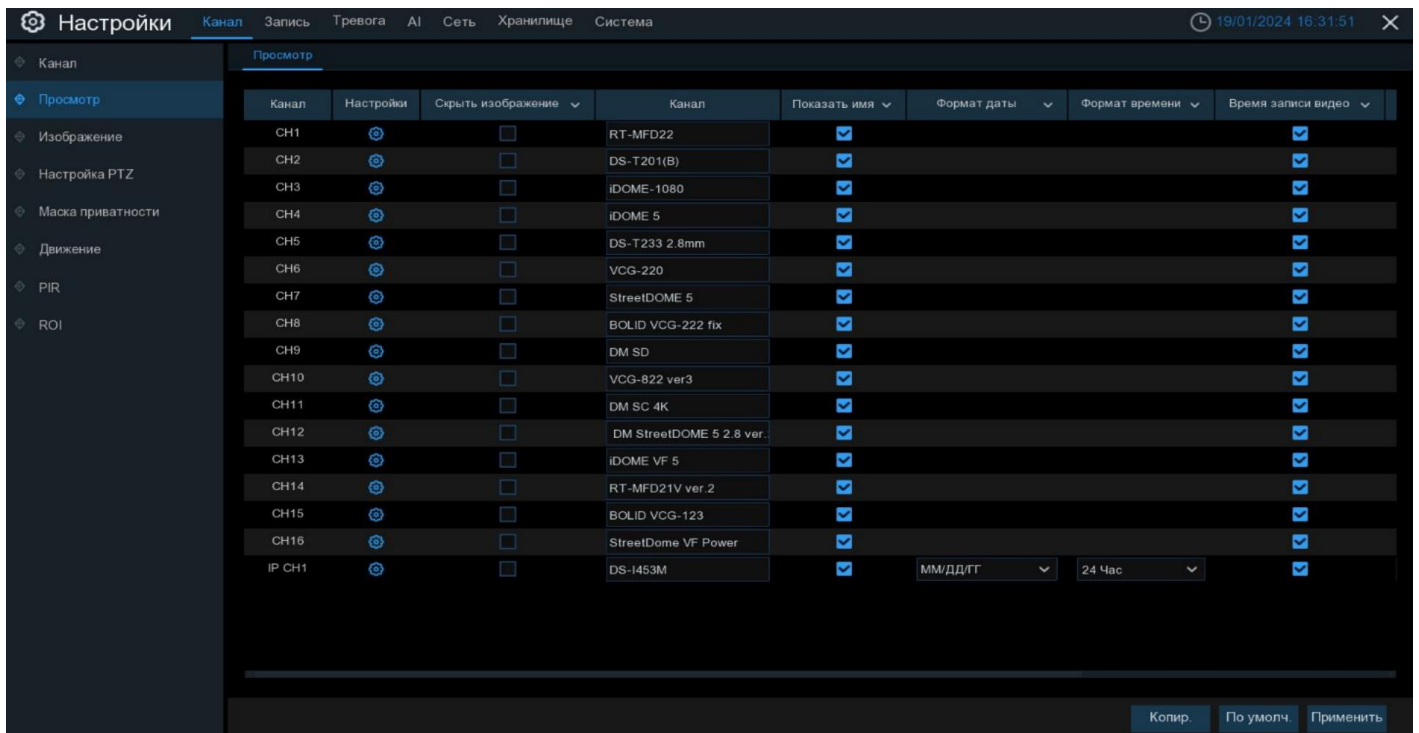 Настройки Канал Запись Тревога AI Сеть Хранилище Система 19/01/2024 16:31:51
Канал
Просмотр
Изображение
Настройка PTZ
Маска приватности
Движение
PIR
ROI
Просмотр
Канал Настройки Скрыть изображение Канал Показать имя Формат даты Формат времени Время записи видео
CH1 RT-MFD22
CH2 DS-T201(B)
CH3 iDOME-1080
CH4 iDOME 5
CH5 DS-T233 2.8mm
CH6 VCG-220
CH7 StreetDOME 5
CH8 BOLID VCG-222 fix
CH9 DM SD
CH10 VCG-822 ver3
CH11 DM SC 4K
CH12 DM StreetDOME 5 2.8 ver.
CH13 iDOME VF 5
CH14 RT-MFD21V ver.2
CH15 BOLID VCG-123
CH16 StreetDome VF Power
IP CH1 DS-I453M ММ/ДД/ГГ 24 Час
Копир. По умолч. Применить